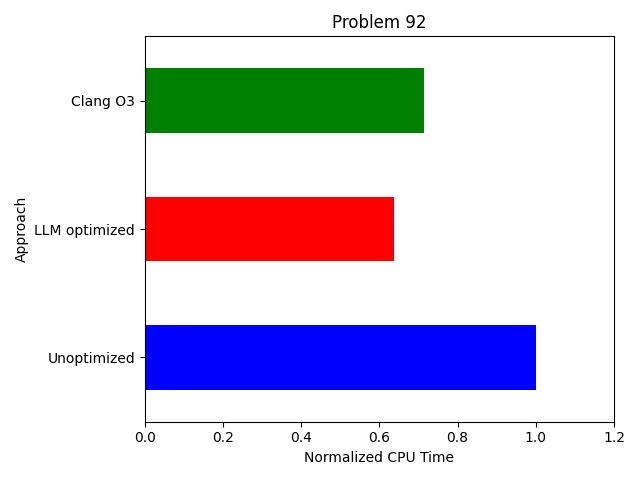 Problem 92
Approach
Clang O3
LLM optimized
Unoptimized
0.0 0.2 0.4 0.6 0.8 1.0 1.2
Normalized CPU Time